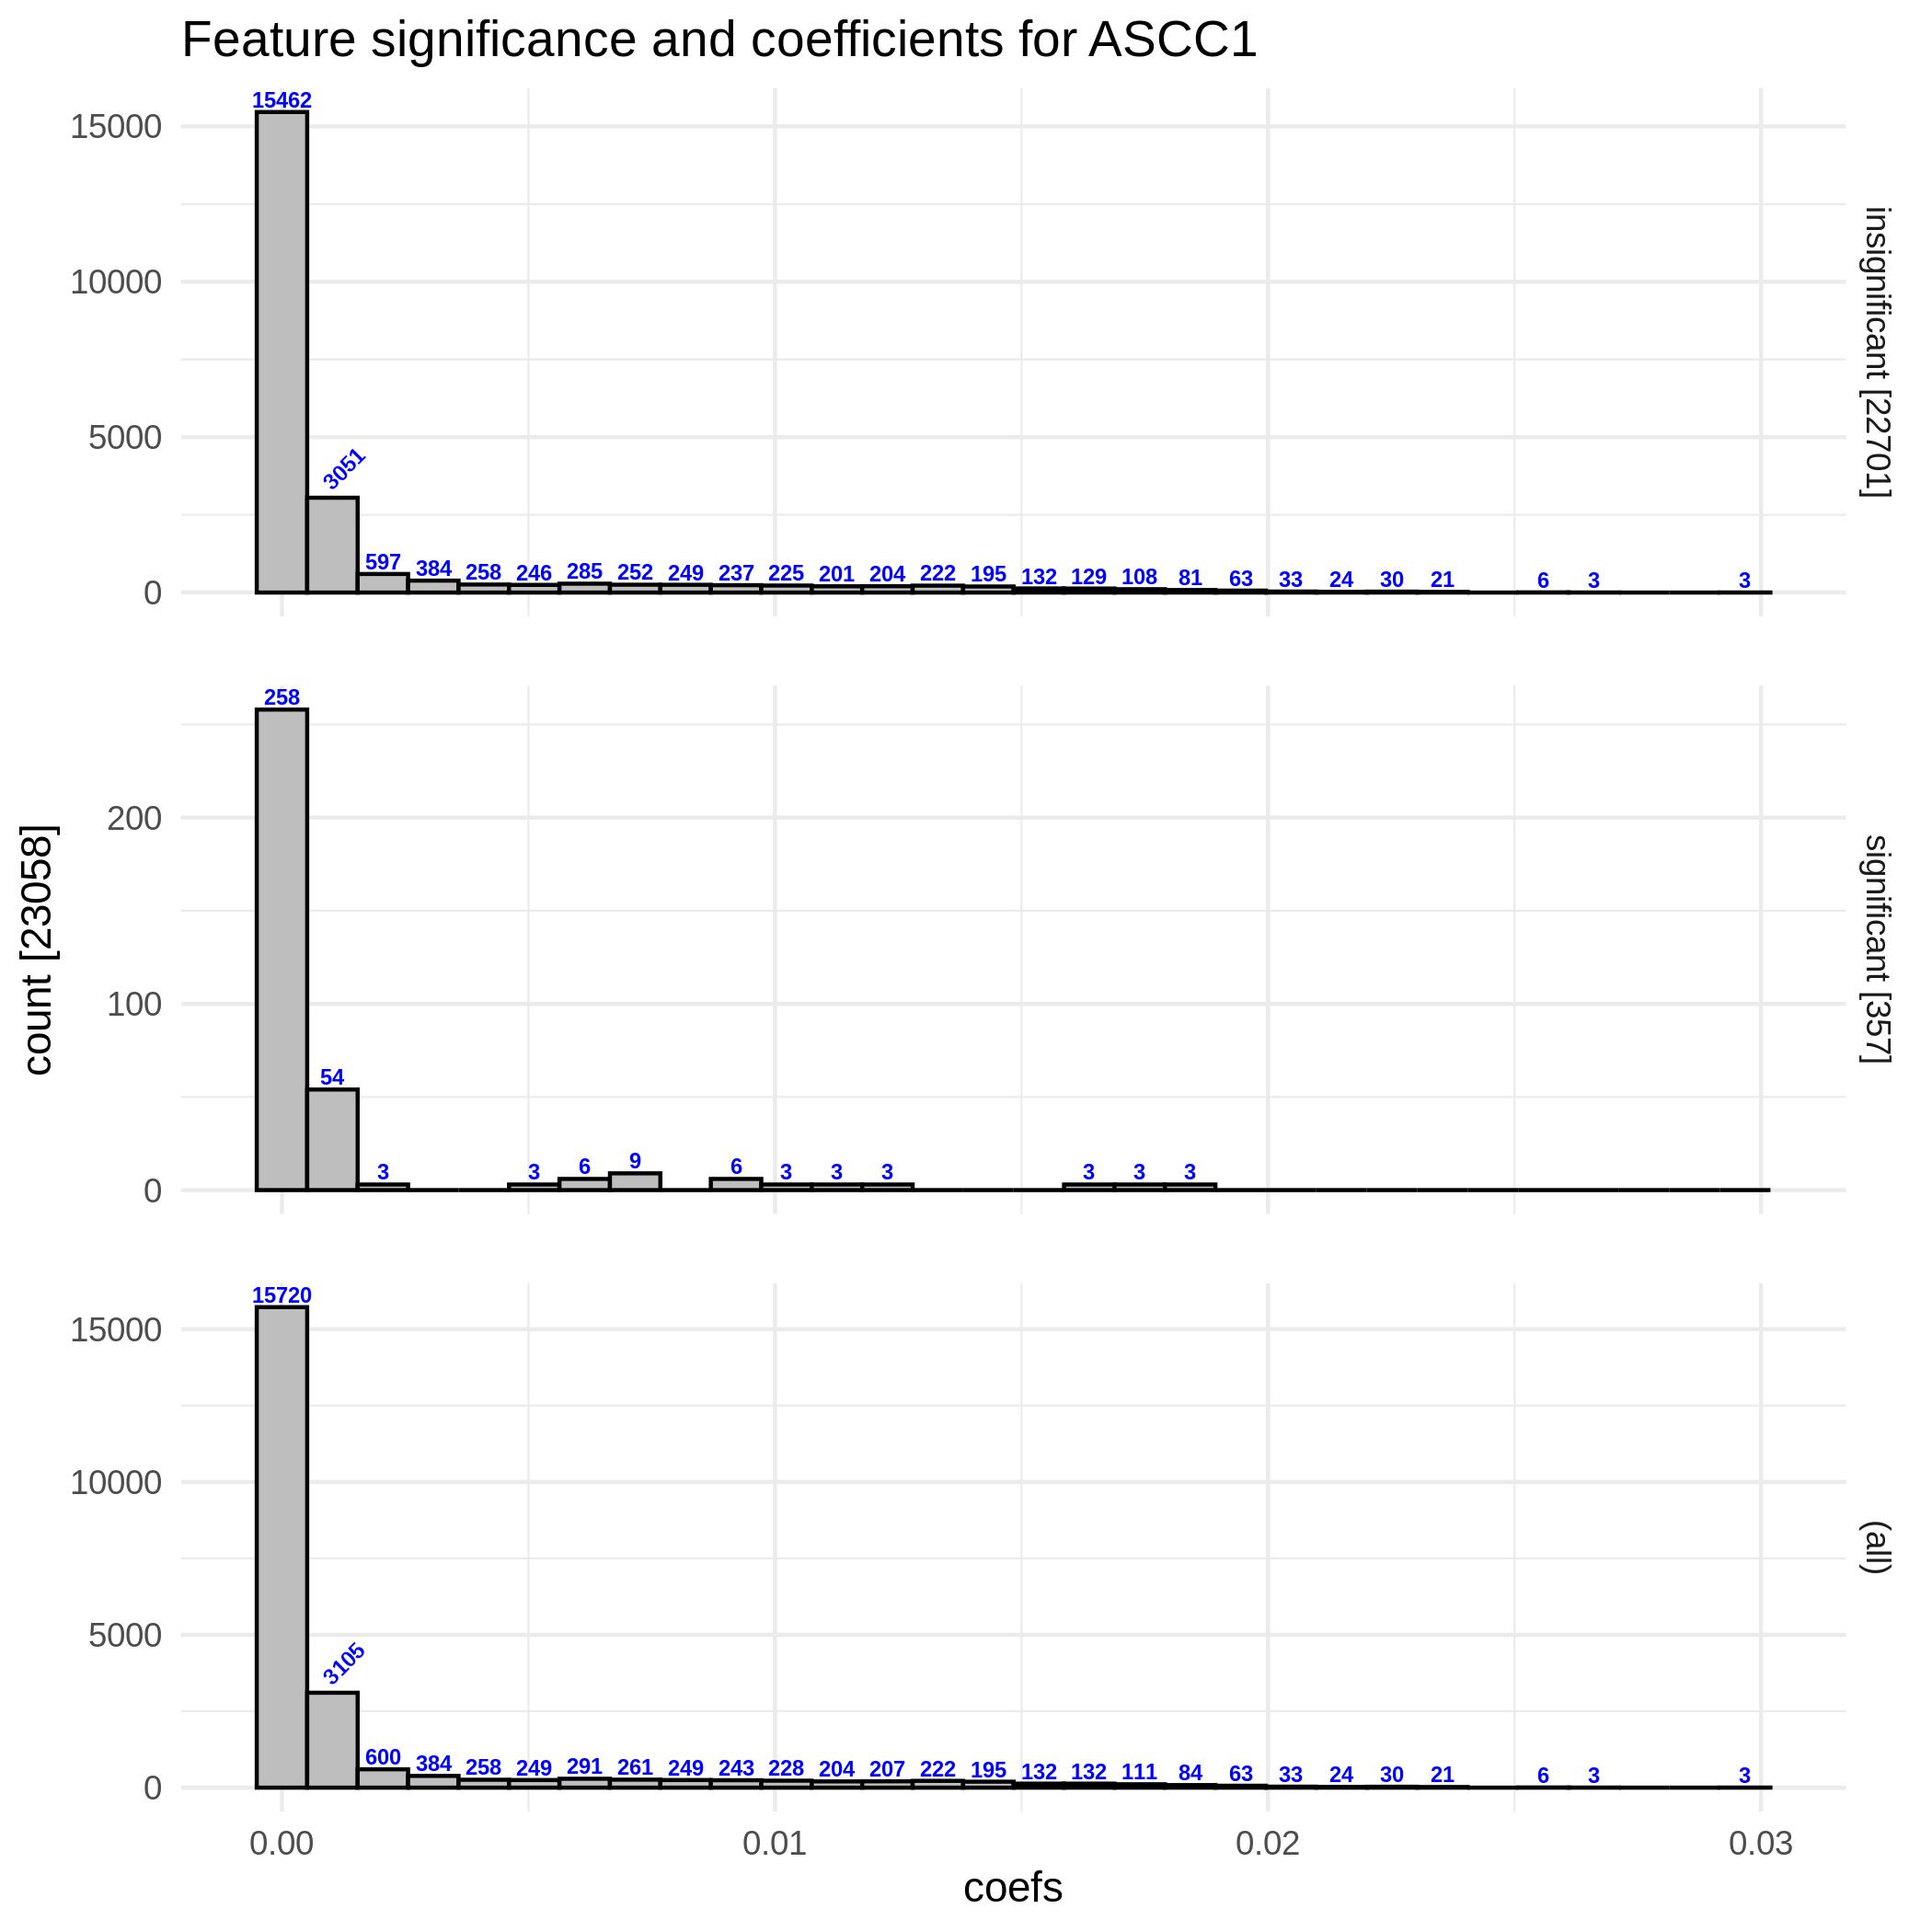 Feature significance and coefficients for ASCC1
15462
15000
10000
5000
0
3051
597 384 258 246 285 252 249 237 225 201 204 222 195 132 129 108 81 63 33 24 30 21 6 3 3
insignificant [22701]
258
200
100
0
54
3 3 6 9 6 3 3 3 3 3 3
significant [357]
count [23058]
15720
15000
10000
5000
0
3105
600 384 258 249 291 261 249 243 228 204 207 222 195 132 132 111 84 63 33 24 30 21 6 3 3
(all)
0.00 0.01 0.02 0.03
coefs